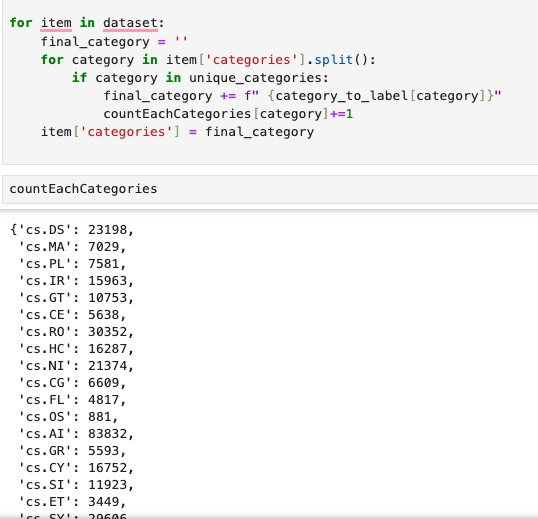 for item in dataset:
    final_category = ''
    for category in item['categories'].split():
        if category in unique_categories:
            final_category += f" {category_to_label[category]}"
            countEachCategories[category]+=1
    item['categories'] = final_category
countEachCategories
{'cs.DS': 23198,
 'cs.MA': 7029,
 'cs.PL': 7581,
 'cs.IR': 15963,
 'cs.GT': 10753,
 'cs.CE': 5638,
 'cs.RO': 30352,
 'cs.HC': 16287,
 'cs.NI': 21374,
 'cs.CG': 6609,
 'cs.FL': 4817,
 'cs.OS': 881,
 'cs.AI': 83832,
 'cs.GR': 5593,
 'cs.CY': 16752,
 'cs.SI': 11923,
 'cs.ET': 3449,
 'cs.SY': 29606